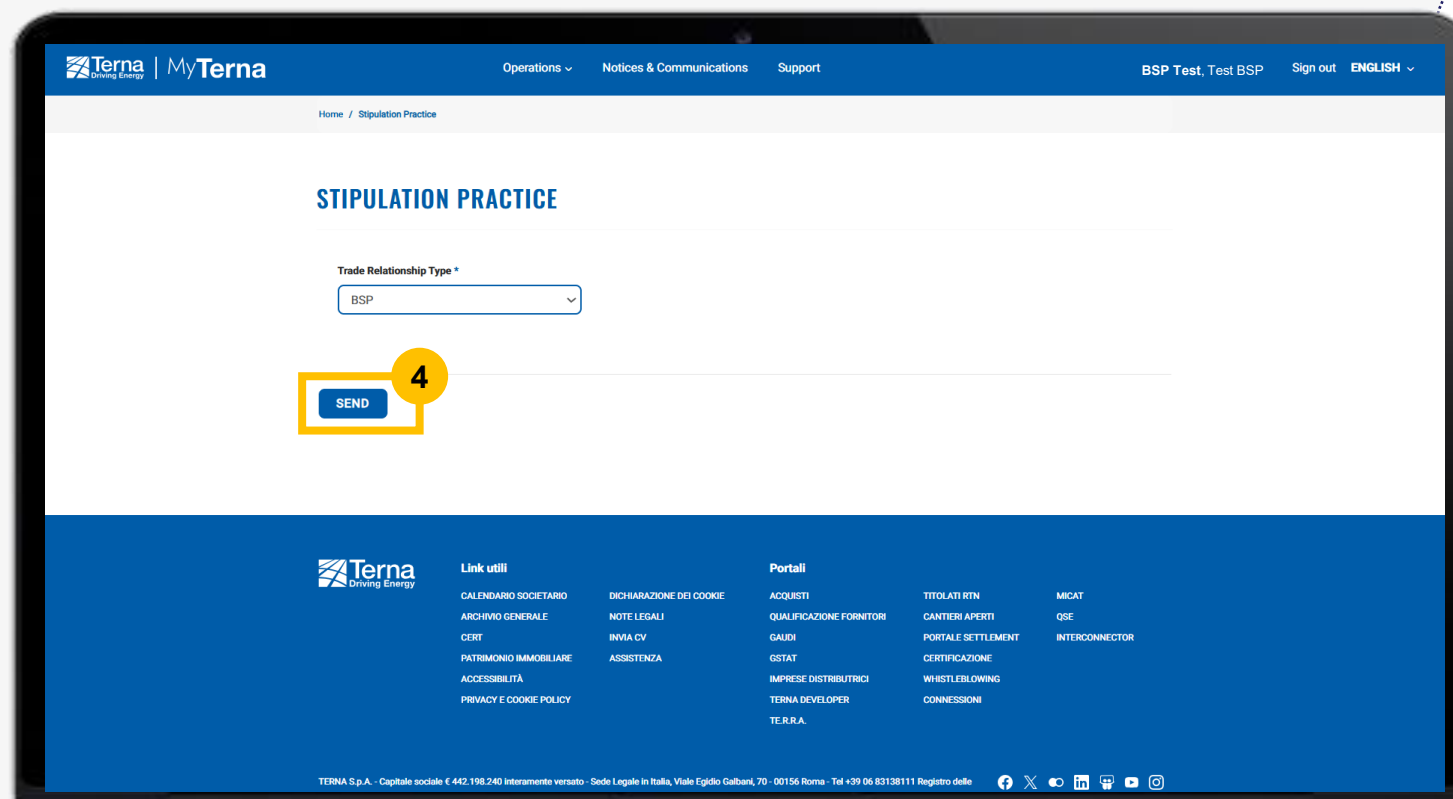 Terna Driving Energy | MyTerna
Operations Notices & Communications Support
BSP Test, Test BSP Sign out ENGLISH
Home / Stipulation Practice
STIPULATION PRACTICE
Trade Relationship Type *
BSP
4
SEND
Terna
Driving Energy
Link utili
CALENDARIO SOCIETARIO
ARCHIVIO GENERALE
CERT
PATRIMONIO IMMOBILIARE
ACCESSIBILITÀ
PRIVACY E COOKIE POLICY
DICHIARAZIONE DEI COOKIE
NOTE LEGALI
INVIA CV
ASSISTENZA
Portali
ACQUISTI
QUALIFICAZIONE FORNITORI
GAUDI
GSTAT
IMPRESE DISTRIBUTRICI
TERNA DEVELOPER
TE.R.R.A.
TITOLATI RTN
CANTIERI APERTI
PORTALE SETTLEMENT
CERTIFICAZIONE
WHISTLEBLOWING
CONNESSIONI
MICAT
QSE
INTERCONNECTOR
TERNA S.p.A. - Capitale sociale € 442.198.240 interamente versato - Sede Legale in Italia, Viale Egidio Galbani, 70 - 00156 Roma - Tel +39 06 83138111 Registro delle